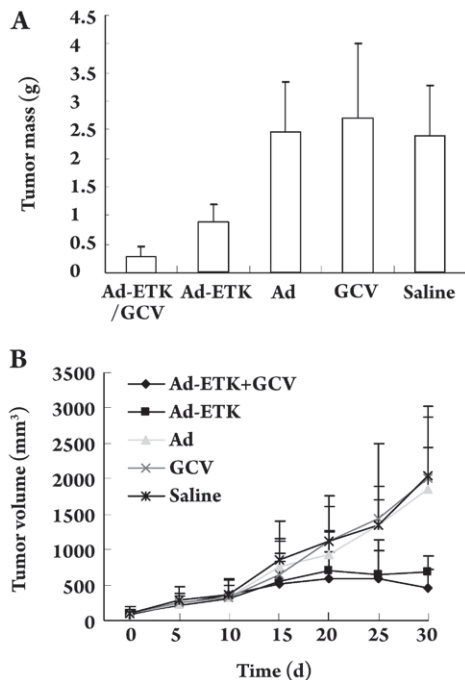 A
Tumor mass (g)
4.5
4
3.5
3
2.5
2
1.5
1
0.5
0
Ad-ETK
/GCV
Ad-ETK
Ad
GCV
Saline
B
Tumor volume (mm³)
3500
3000
2500
2000
1500
1000
500
0
Ad-ETK+GCV
Ad-ETK
Ad
GCV
Saline
0 5 10 15 20 25 30
Time (d)